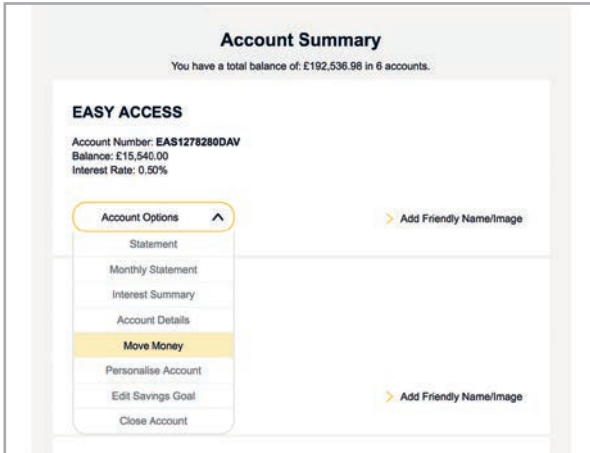 Account Summary
You have a total balance of: £192,536.98 in 6 accounts.
EASY ACCESS
Account Number: EAS1278280DAV
Balance: £15,540.00
Interest Rate: 0.50%
Account Options
Add Friendly Name/Image
Statement
Monthly Statement
Interest Summary
Account Details
Move Money
Personalise Account
Edit Savings Goal
Add Friendly Name/Image
Close Account